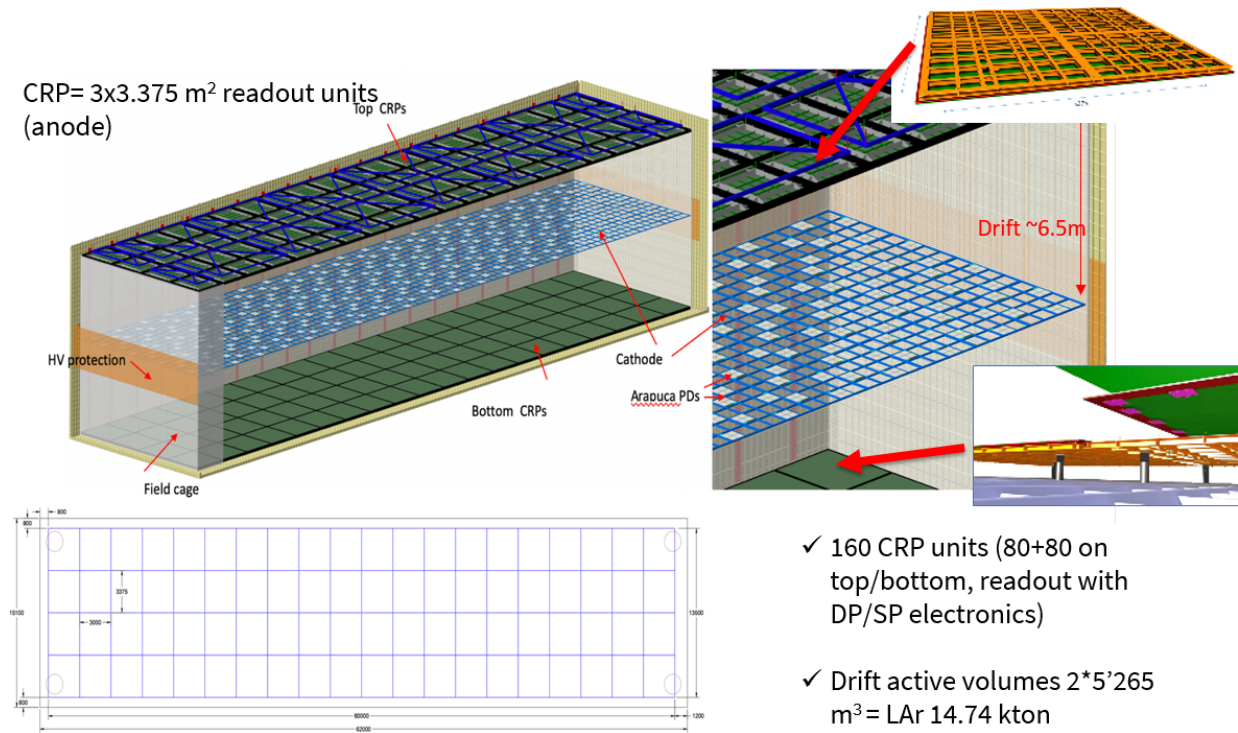 CRP= 3x3.375 m² readout units
(anode)
Top CRPs
Drift ~6.5m
HV protection
Cathode
Arapuca PDs
Bottom CRPs
Field cage
800
800
15100
3375
3000
13500
800
60000
1200
62000
✓ 160 CRP units (80+80 on
top/bottom, readout with
DP/SP electronics)
✓ Drift active volumes 2*5’265
m³ = LAr 14.74 kton